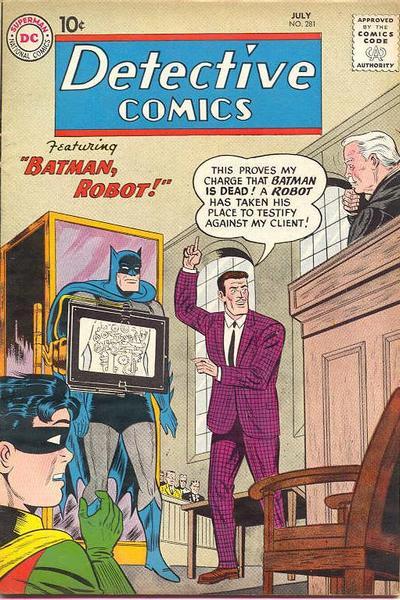 SUPERMAN
DC
NATIONAL COMICS
10¢
JULY
NO. 281
APPROVED
BY THE
COMICS
CODE
CA
AUTHORITY
Detective
COMICS
Featuring
"BATMAN,
ROBOT!"
THIS PROVES MY
CHARGE THAT BATMAN
IS DEAD! A ROBOT
HAS TAKEN HIS
PLACE TO TESTIFY
AGAINST MY CLIENT!